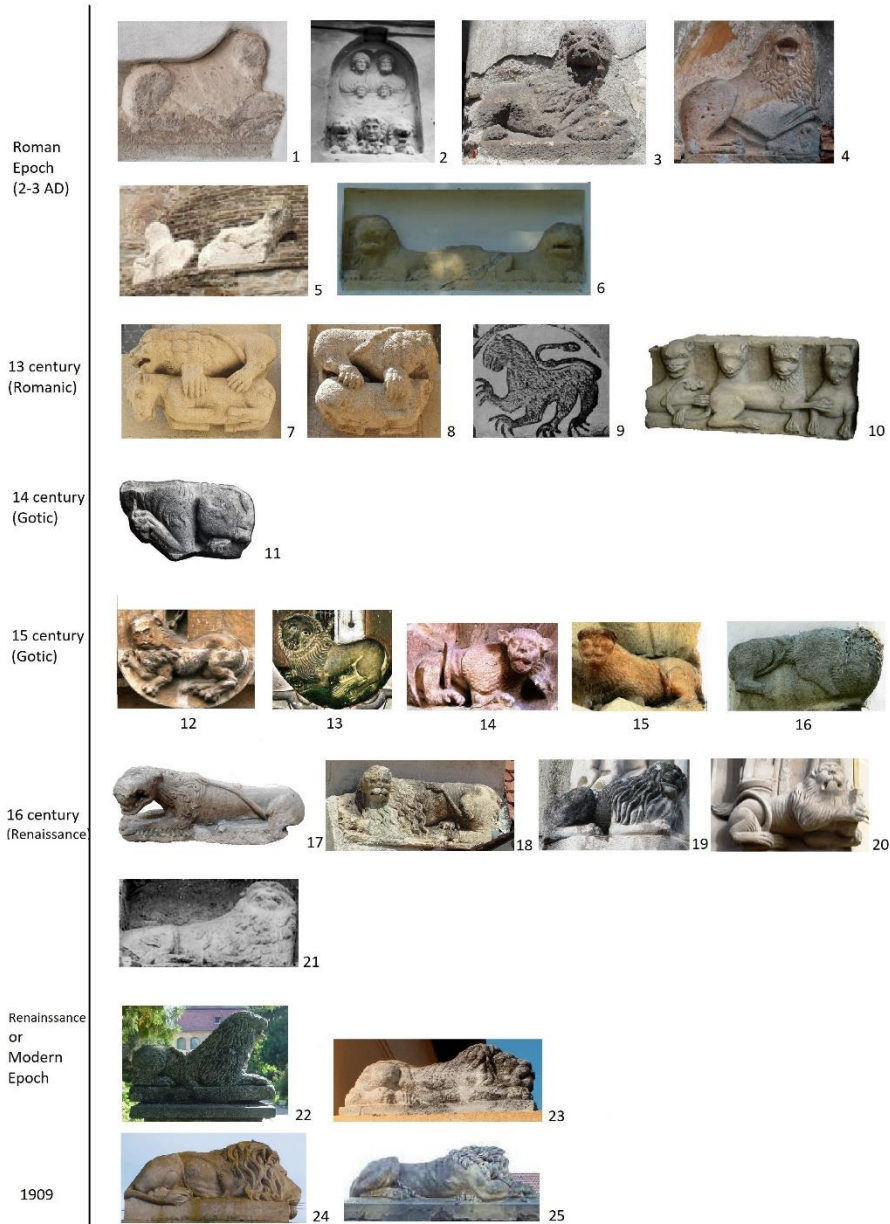 1
2
3
4
Roman
Epoch
(2-3 AD)
5
6
13 century
(Romanic)
7
8
9
10
14 century
(Gotic)
11
15 century
(Gotic)
12
13
14
15
16
16 century
(Renaissance)
17
18
19
20
21
Renainssance
or
Modern
Epoch
22
23
1909
24
25